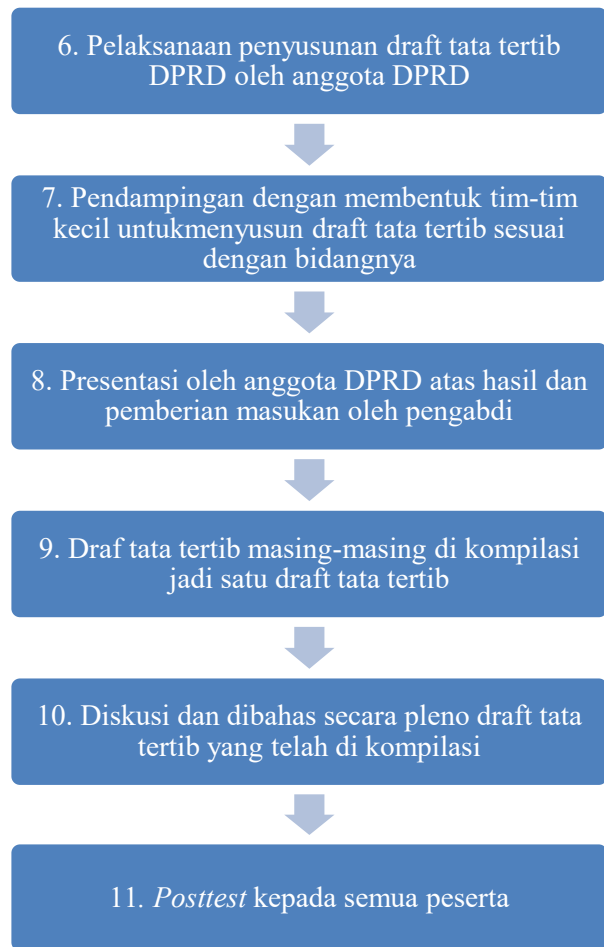 6. Pelaksanaan penyusunan draft tata tertib
DPRD oleh anggota DPRD
7. Pendampingan dengan membentuk tim-tim
kecil untukmenyusun draft tata tertib sesuai
dengan bidangnya
8. Presentasi oleh anggota DPRD atas hasil dan
pemberian masukan oleh pengabdi
9. Draf tata tertib masing-masing di kompilasi
jadi satu draft tata tertib
10. Diskusi dan dibahas secara pleno draft tata
tertib yang telah di kompilasi
11. Posttest kepada semua peserta